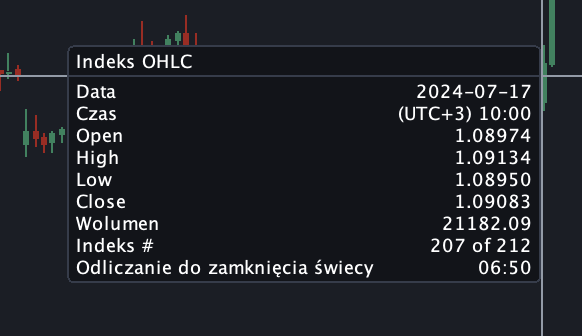 Indeks OHLC
Data 2024-07-17
Czas (UTC+3) 10:00
Open 1.08974
High 1.09134
Low 1.08950
Close 1.09083
Wolumen 21182.09
Indeks # 207 of 212
Odliczanie do zamknięcia świecy 06:50